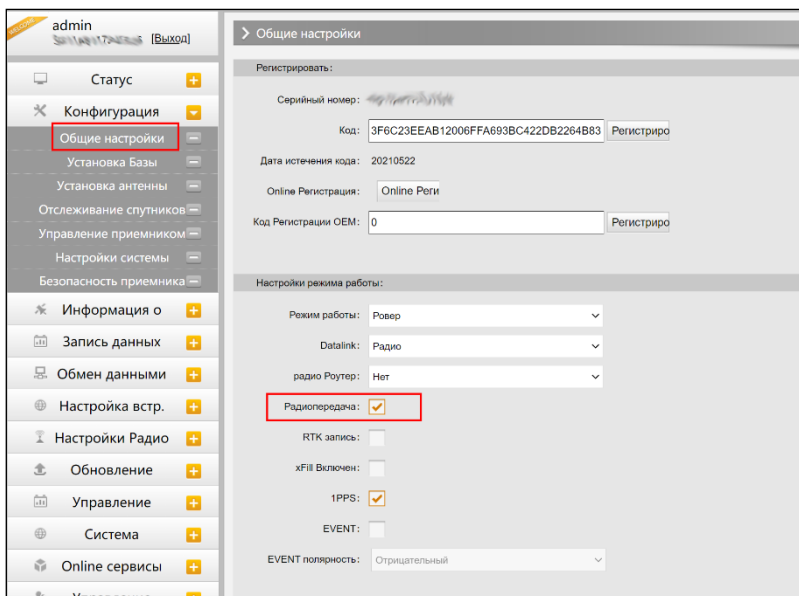 WELCOME
admin
[Выход]
Статус
Конфигурация
Общие настройки
Установка Базы
Установка антенны
Отслеживание спутников
Управление приемником
Настройки системы
Безопасность приемника
Информация о
Запись данных
Обмен данными
Настройка встр.
Настройки Радио
Обновление
Управление
Система
Online сервисы
Общие настройки
Регистрировать:
Серийный номер:
Код: 3F6C23EEAB12006FFA693BC422DB2264B83 Регистриро
Дата истечения кода: 20210522
Online Регистрация: Online Реги
Код Регистрации OEM: 0 Регистриро
Настройки режима работы:
Режим работы: Ровер
Datalink: Радио
радио Роутер: Нет
Радиопередача:
RTK запись:
xFill Включен:
1PPS:
EVENT:
EVENT полярность: Отрицательный